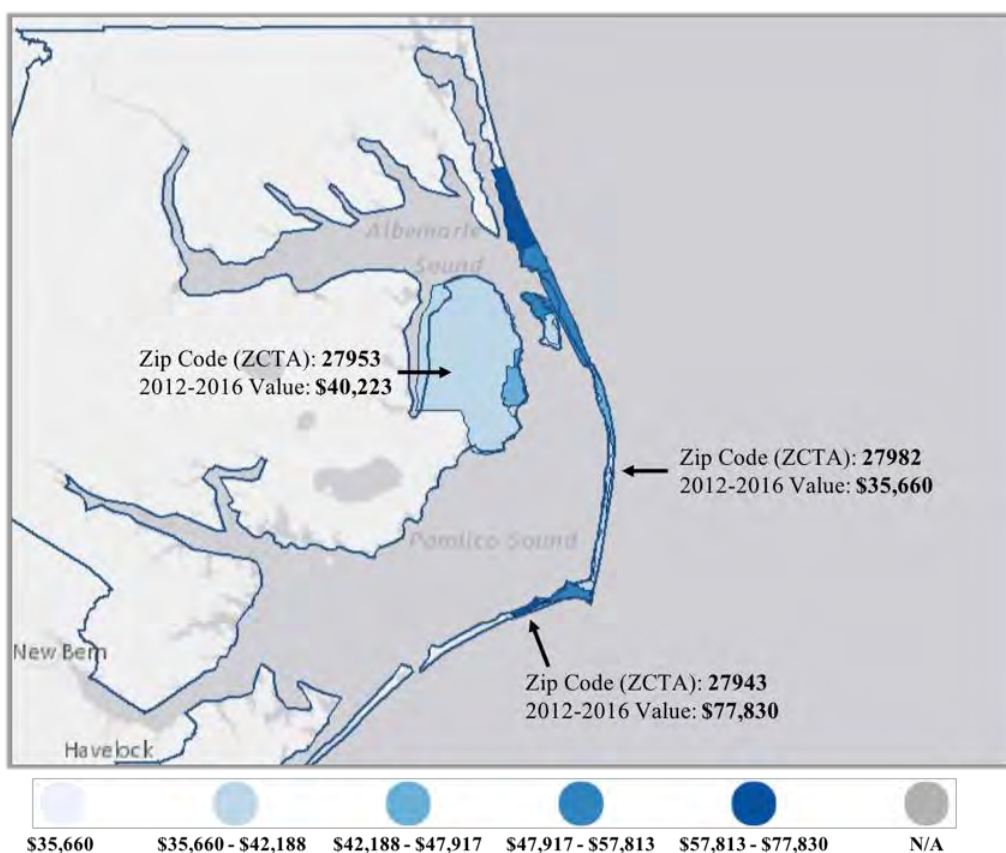 Albemarle
Sound
Zip Code (ZCTA): 27953
2012-2016 Value: $40,223
Zip Code (ZCTA): 27982
2012-2016 Value: $35,660
Pamlico Sound
New Bern
Zip Code (ZCTA): 27943
2012-2016 Value: $77,830
Havelock
$35,660 $35,660 - $42,188 $42,188 - $47,917 $47,917 - $57,813 $57,813 - $77,830 N/A